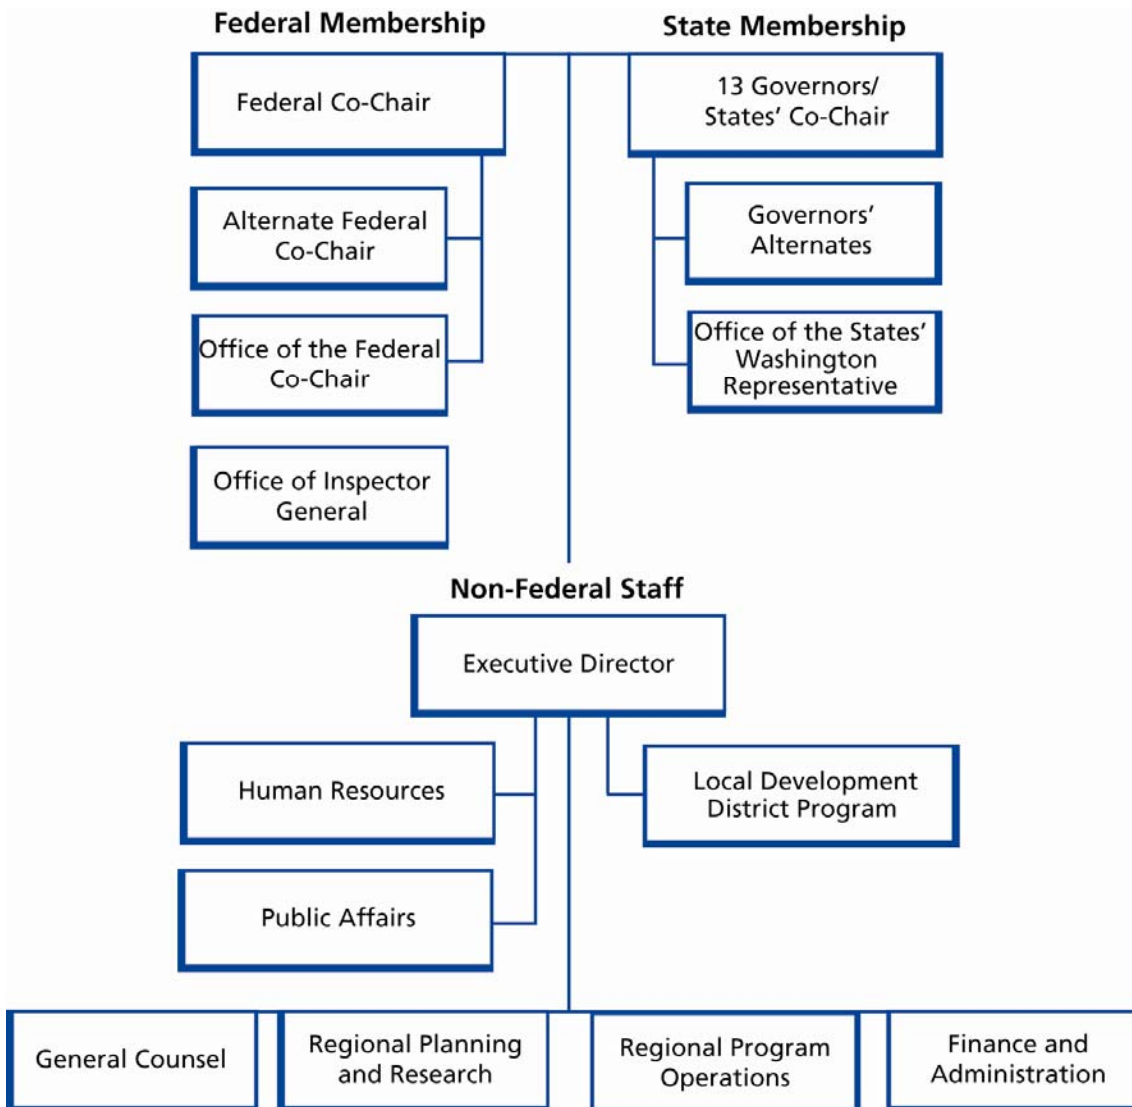 Federal Membership
State Membership
Federal Co-Chair
13 Governors/
States' Co-Chair
Alternate Federal
Co-Chair
Governors'
Alternates
Office of the Federal
Co-Chair
Office of the States'
Washington
Representative
Office of Inspector
General
Non-Federal Staff
Executive Director
Human Resources
Local Development
District Program
Public Affairs
General Counsel
Regional Planning
and Research
Regional Program
Operations
Finance and
Administration